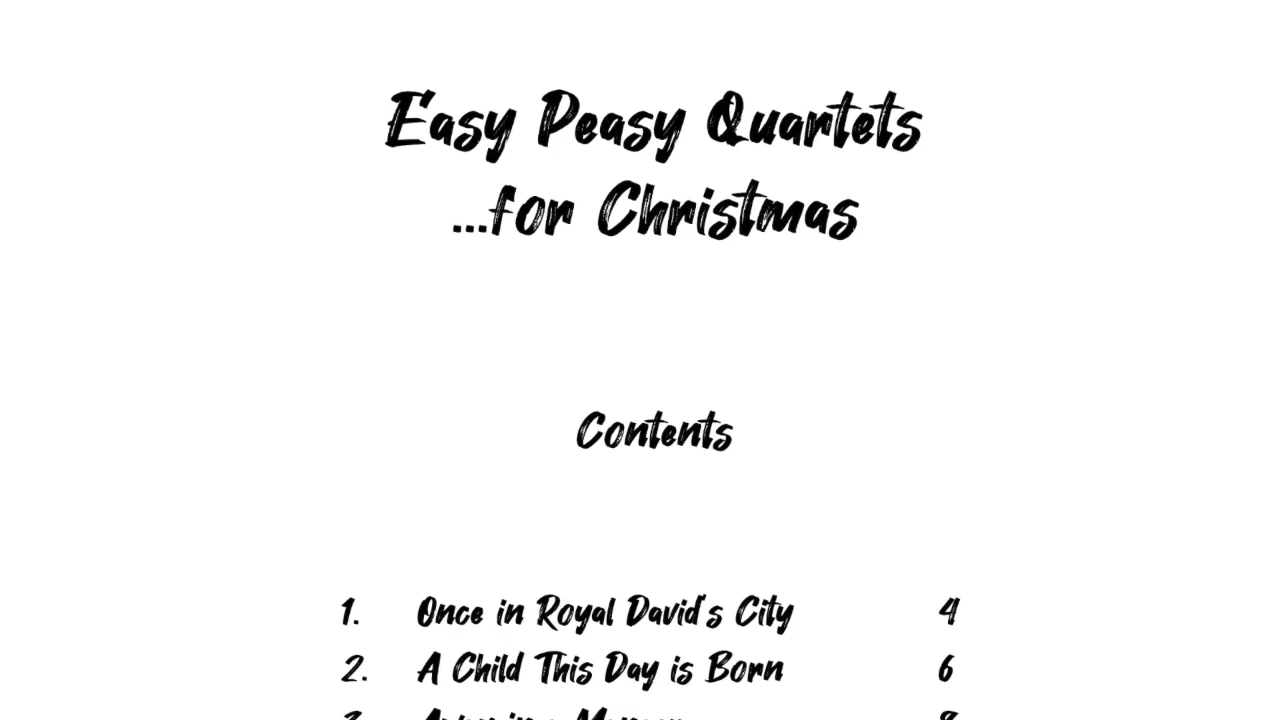 Easy Peasy Quartets
...for Christmas
Contents
1. Once in Royal David's City 4
2. A Child This Day is Born 6